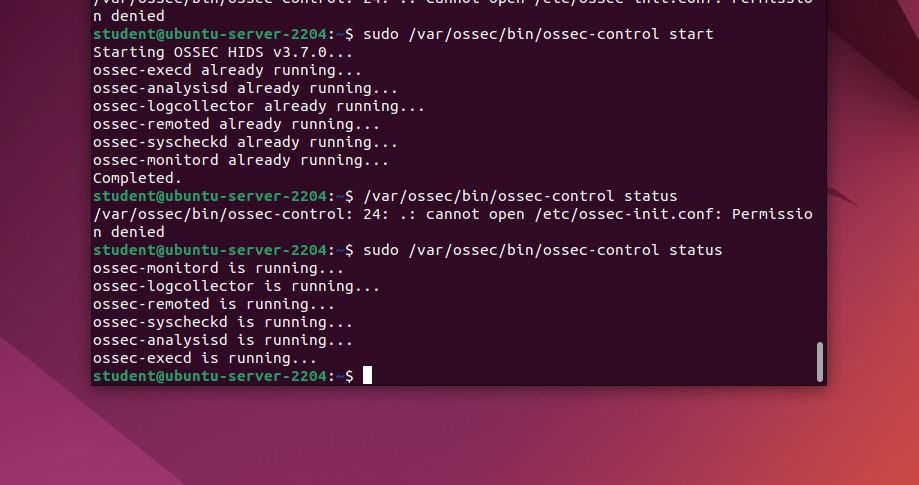 /var/ossec/bin/ossec-control: 24: .: cannot open /etc/ossec-init.conf: Permissio
n denied
student@ubuntu-server-2204:~$ sudo /var/ossec/bin/ossec-control start
Starting OSSEC HIDS v3.7.0...
ossec-execd already running...
ossec-analysisd already running...
ossec-logcollector already running...
ossec-remoted already running...
ossec-syscheckd already running...
ossec-monitord already running...
Completed.
student@ubuntu-server-2204:~$ /var/ossec/bin/ossec-control status
/var/ossec/bin/ossec-control: 24: .: cannot open /etc/ossec-init.conf: Permissio
n denied
student@ubuntu-server-2204:~$ sudo /var/ossec/bin/ossec-control status
ossec-monitord is running...
ossec-logcollector is running...
ossec-remoted is running...
ossec-syscheckd is running...
ossec-analysisd is running...
ossec-execd is running...
student@ubuntu-server-2204:~$